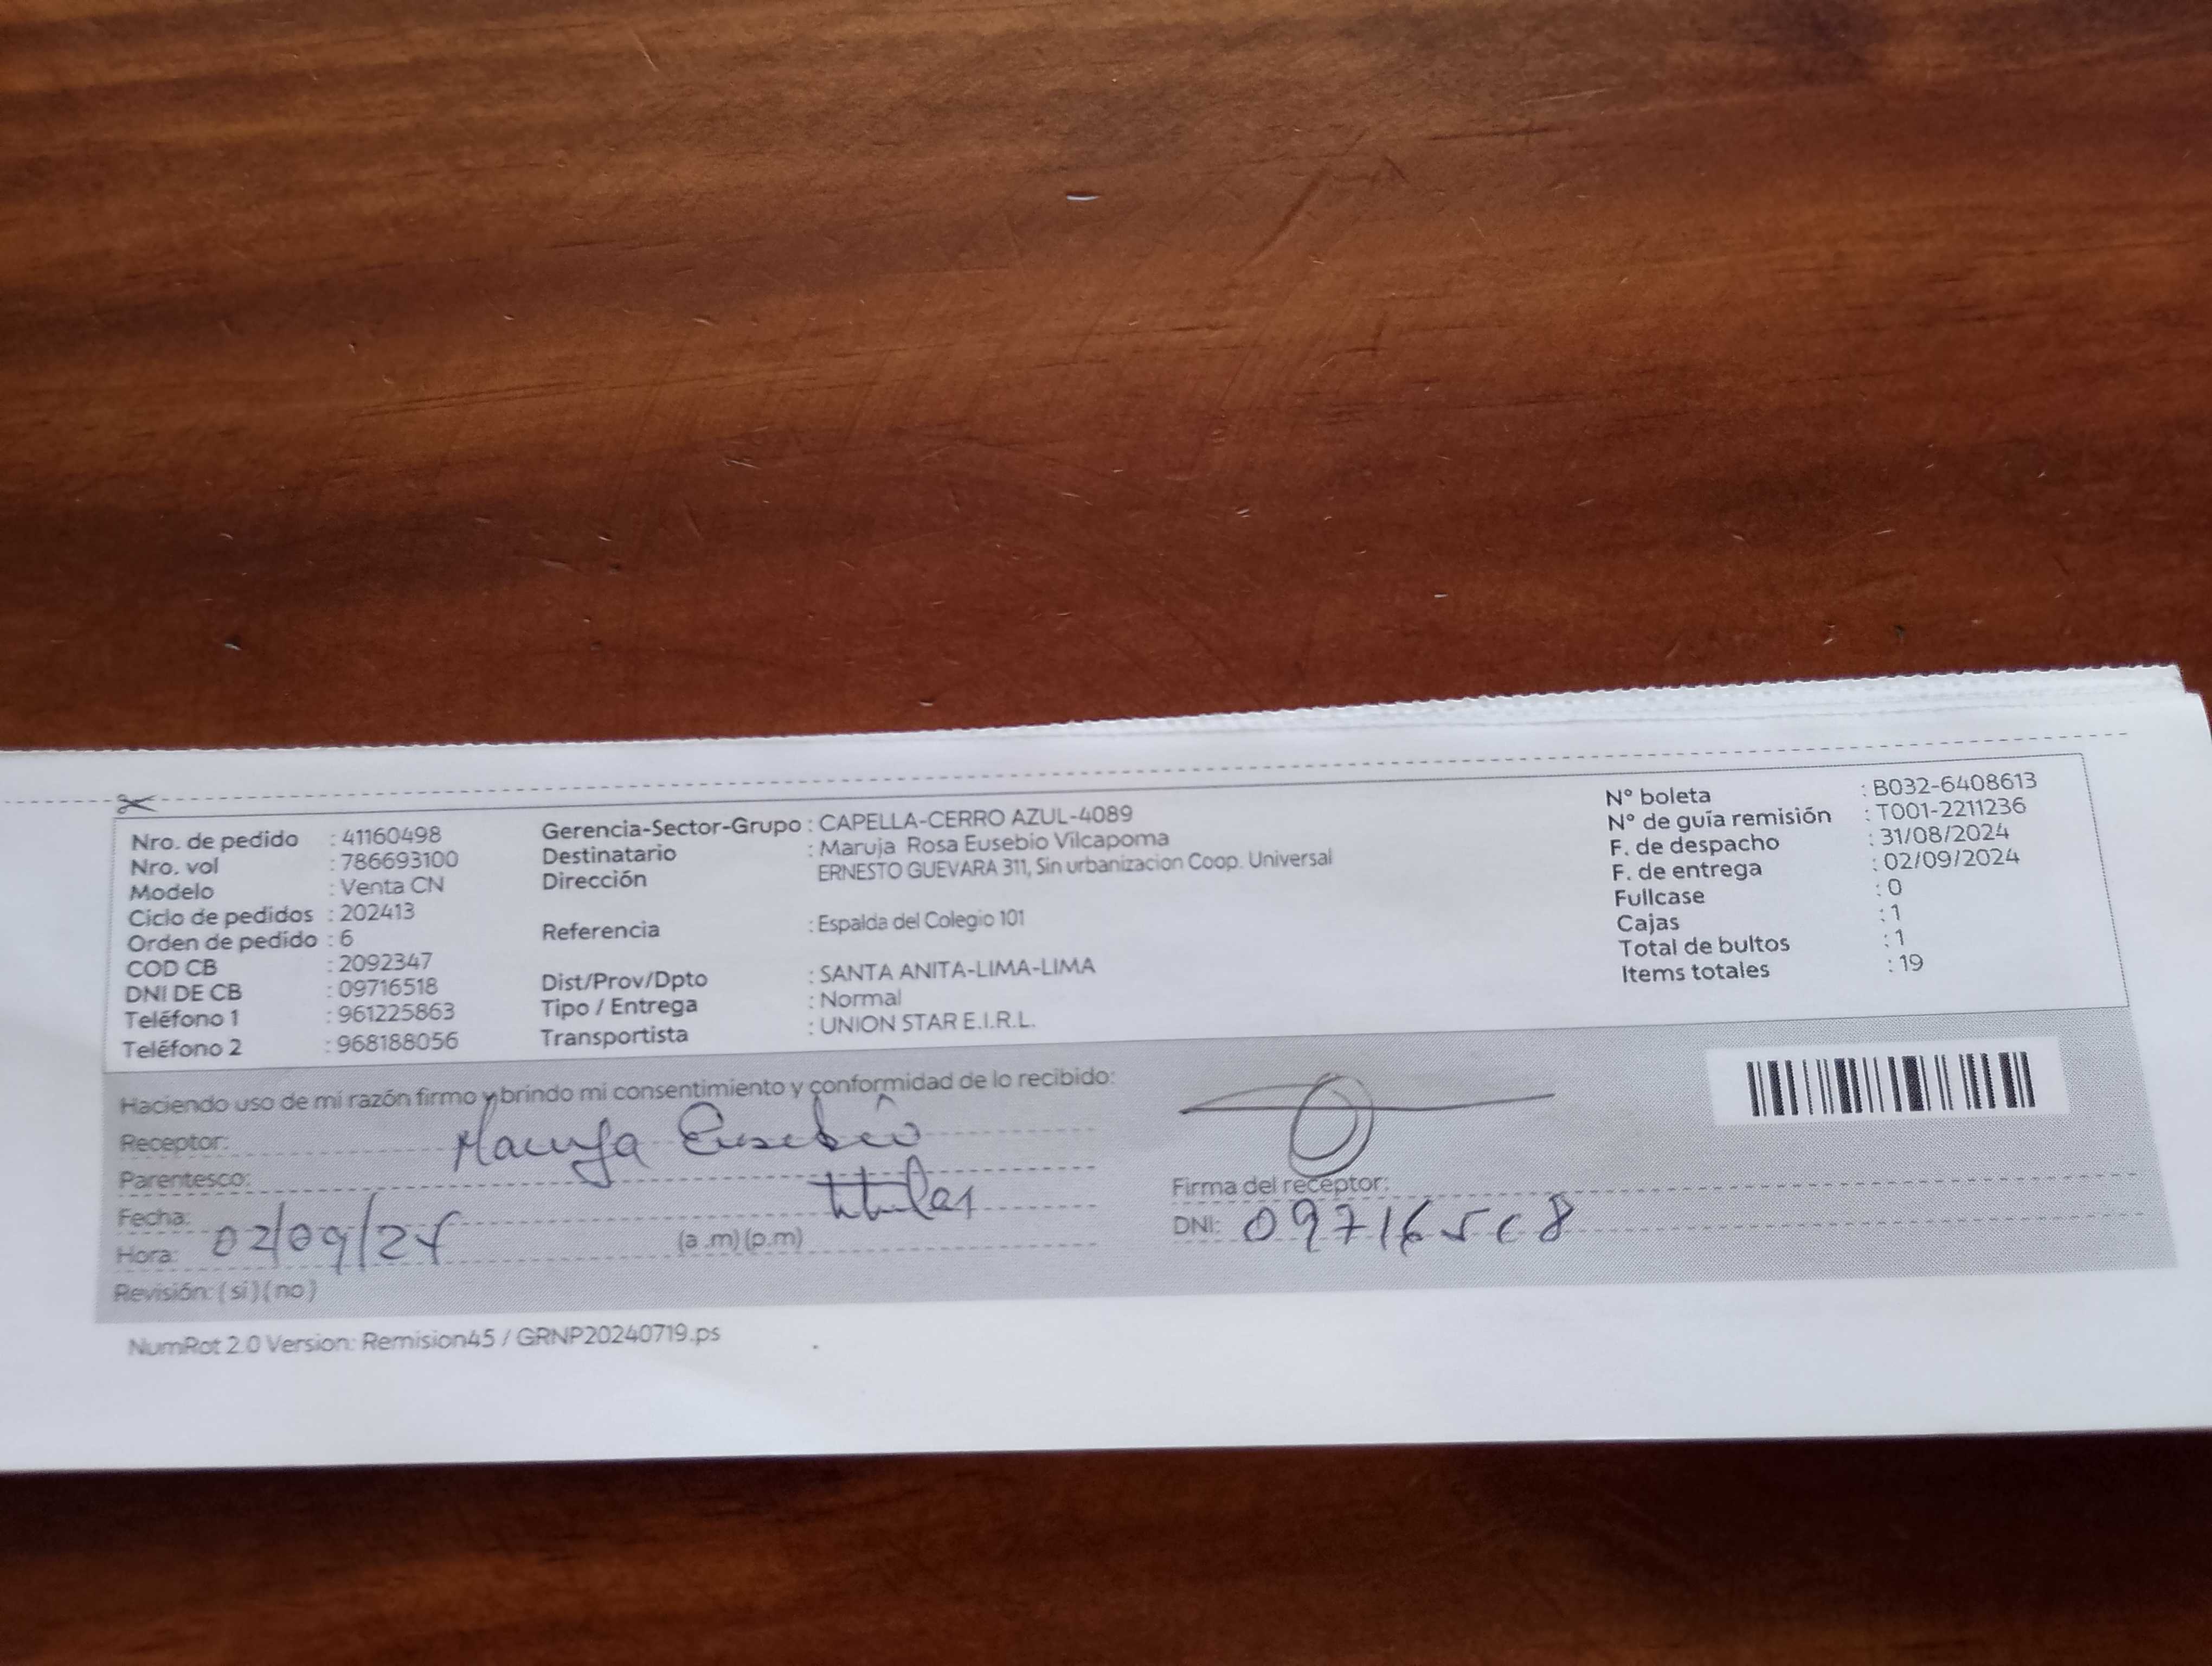 Nro. de pedido : 41160498
Nro. vol : 786693100
Modelo : Venta CN
Ciclo de pedidos : 202413
Orden de pedido : 6
COD CB : 2092347
DNI DE CB : 09716518
Teléfono 1 : 961225863
Teléfono 2 : 968188056
Gerencia-Sector-Grupo : CAPELLA-CERRO AZUL-4089
Destinatario : Maruja Rosa Eusebio Vilcapoma
Dirección ERNESTO GUEVARA 311, Sin urbanizacion Coop. Universal
Referencia : Espalda del Colegio 101
Dist/Prov/Dpto : SANTA ANITA-LIMA-LIMA
Tipo / Entrega : Normal
Transportista : UNION STAR E.I.R.L.
N° boleta : B032-6408613
N° de guía remisión : T001-2211236
F. de despacho : 31/08/2024
F. de entrega : 02/09/2024
Fullcase : 0
Cajas : 1
Total de bultos : 1
Items totales : 19
Haciendo uso de mi razón firmo y brindo mi consentimiento y conformidad de lo recibido:
Receptor: Maruja Eusebio
Parentesco: titular
Fecha: 02/09/24
Hora: (a .m) (p.m)
Revisión: ( si ) ( no )
Firma del receptor:
DNI: 09716518
NumRot 2.0 Version: Remision45 / GRNP20240719.ps